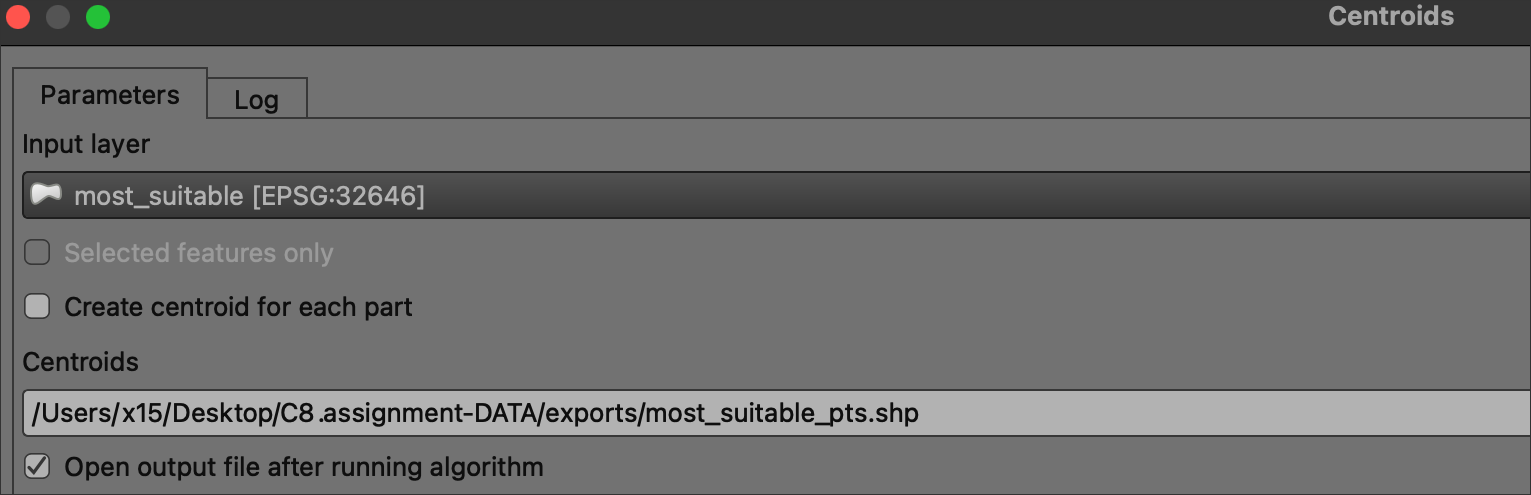 Centroids
Parameters
Log
Input layer
most_suitable [EPSG:32646]
Selected features only
Create centroid for each part
Centroids
/Users/x15/Desktop/C8.assignment-DATA/exports/most_suitable_pts.shp
Open output file after running algorithm